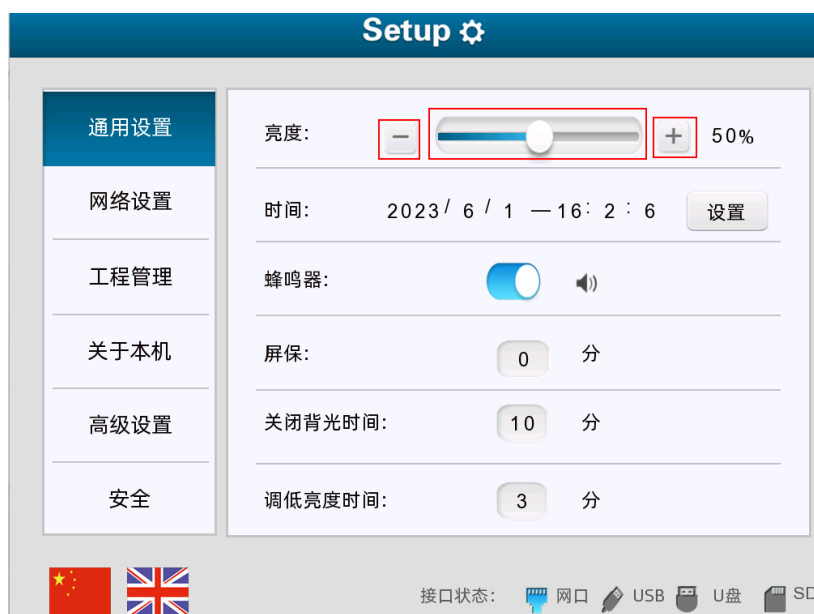 Setup
通用设置
网络设置
工程管理
关于本机
高级设置
安全
亮度: 50%
时间: 2023/ 6 / 1 —16: 2 : 6 设置
蜂鸣器:
屏保: 0 分
关闭背光时间: 10 分
调低亮度时间: 3 分
接口状态: 网口 USB U盘 SD